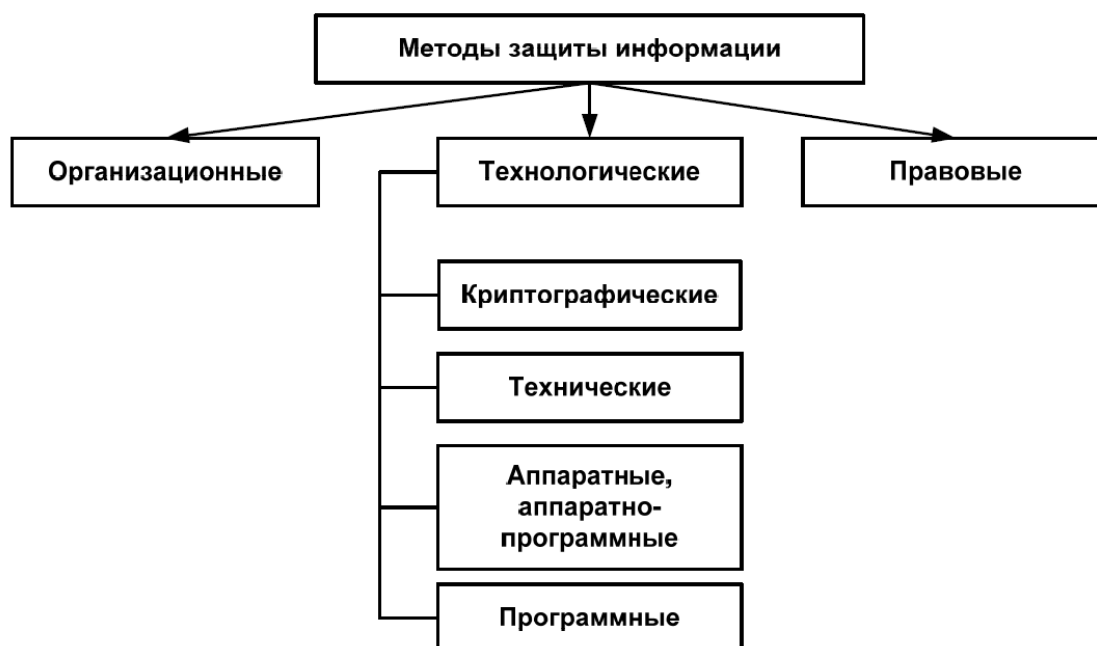 Методы защиты информации
Организационные
Технологические
Правовые
Криптографические
Технические
Аппаратные,
аппаратно-
программные
Программные